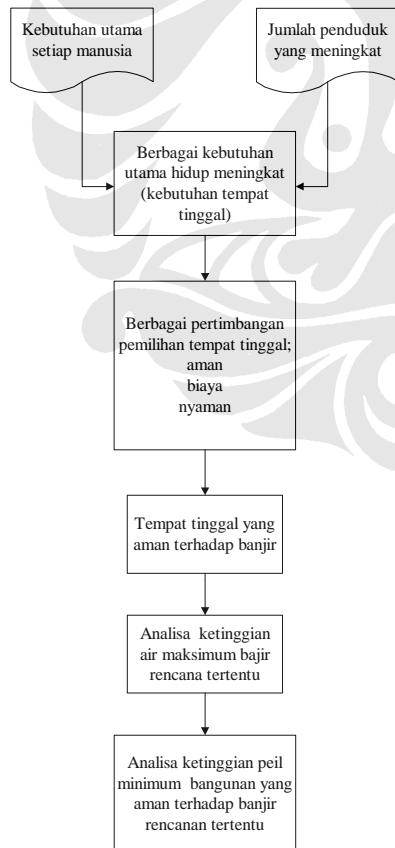 Kebutuhan utama
setiap manusia
Jumlah penduduk
yang meningkat
Berbagai kebutuhan
utama hidup meningkat
(kebutuhan tempat
tinggal)
Berbagai pertimbangan
pemilihan tempat tinggal;
aman
biaya
nyaman
Tempat tinggal yang
aman terhadap banjir
Analisa ketinggian
air maksimum bajir
rencana tertentu
Analisa ketinggian peil
minimum bangunan yang
aman terhadap banjir
rencanan tertentu